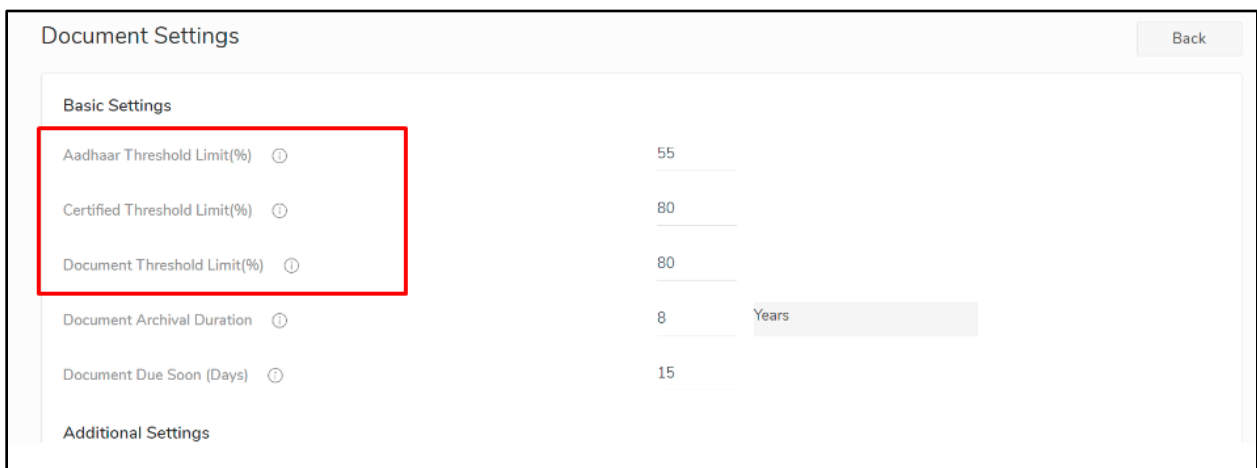 Document Settings
Back
Basic Settings
Aadhaar Threshold Limit(%) 55
Certified Threshold Limit(%) 80
Document Threshold Limit(%) 80
Document Archival Duration 8 Years
Document Due Soon (Days) 15
Additional Settings